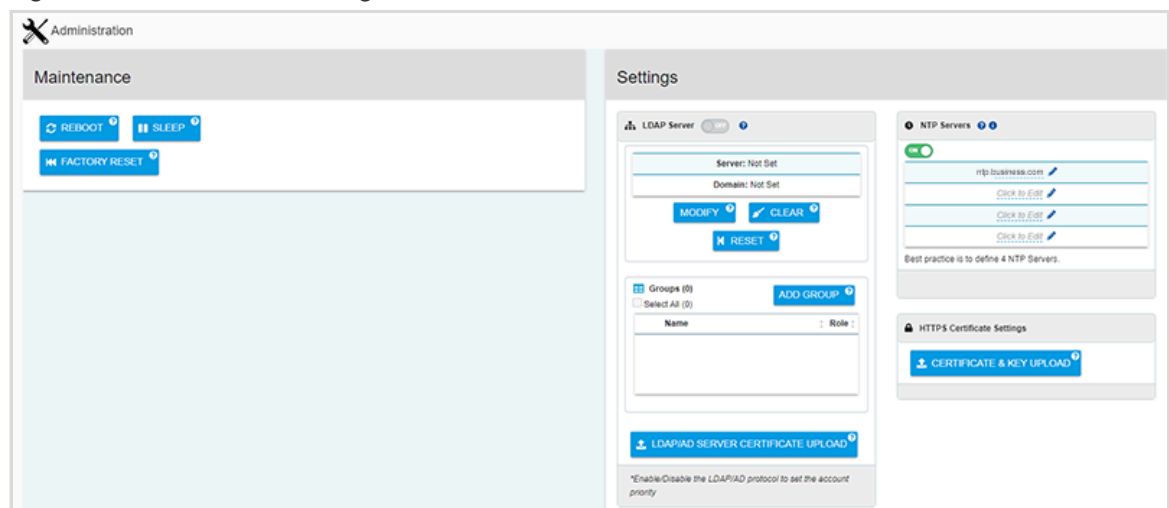 Administration
Maintenance
REBOOT
SLEEP
FACTORY RESET
Settings
LDAP Server OFF
Server: Not Set
Domain: Not Set
MODIFY
CLEAR
RESET
Groups (0)
Select All (0)
ADD GROUP
Name Role
LDAP/AD SERVER CERTIFICATE UPLOAD
*Enable/Disable the LDAP/AD protocol to set the account
priority
NTP Servers
ON
ntp.business.com
Click to Edit
Click to Edit
Click to Edit
Best practice is to define 4 NTP Servers.
HTTPS Certificate Settings
CERTIFICATE & KEY UPLOAD